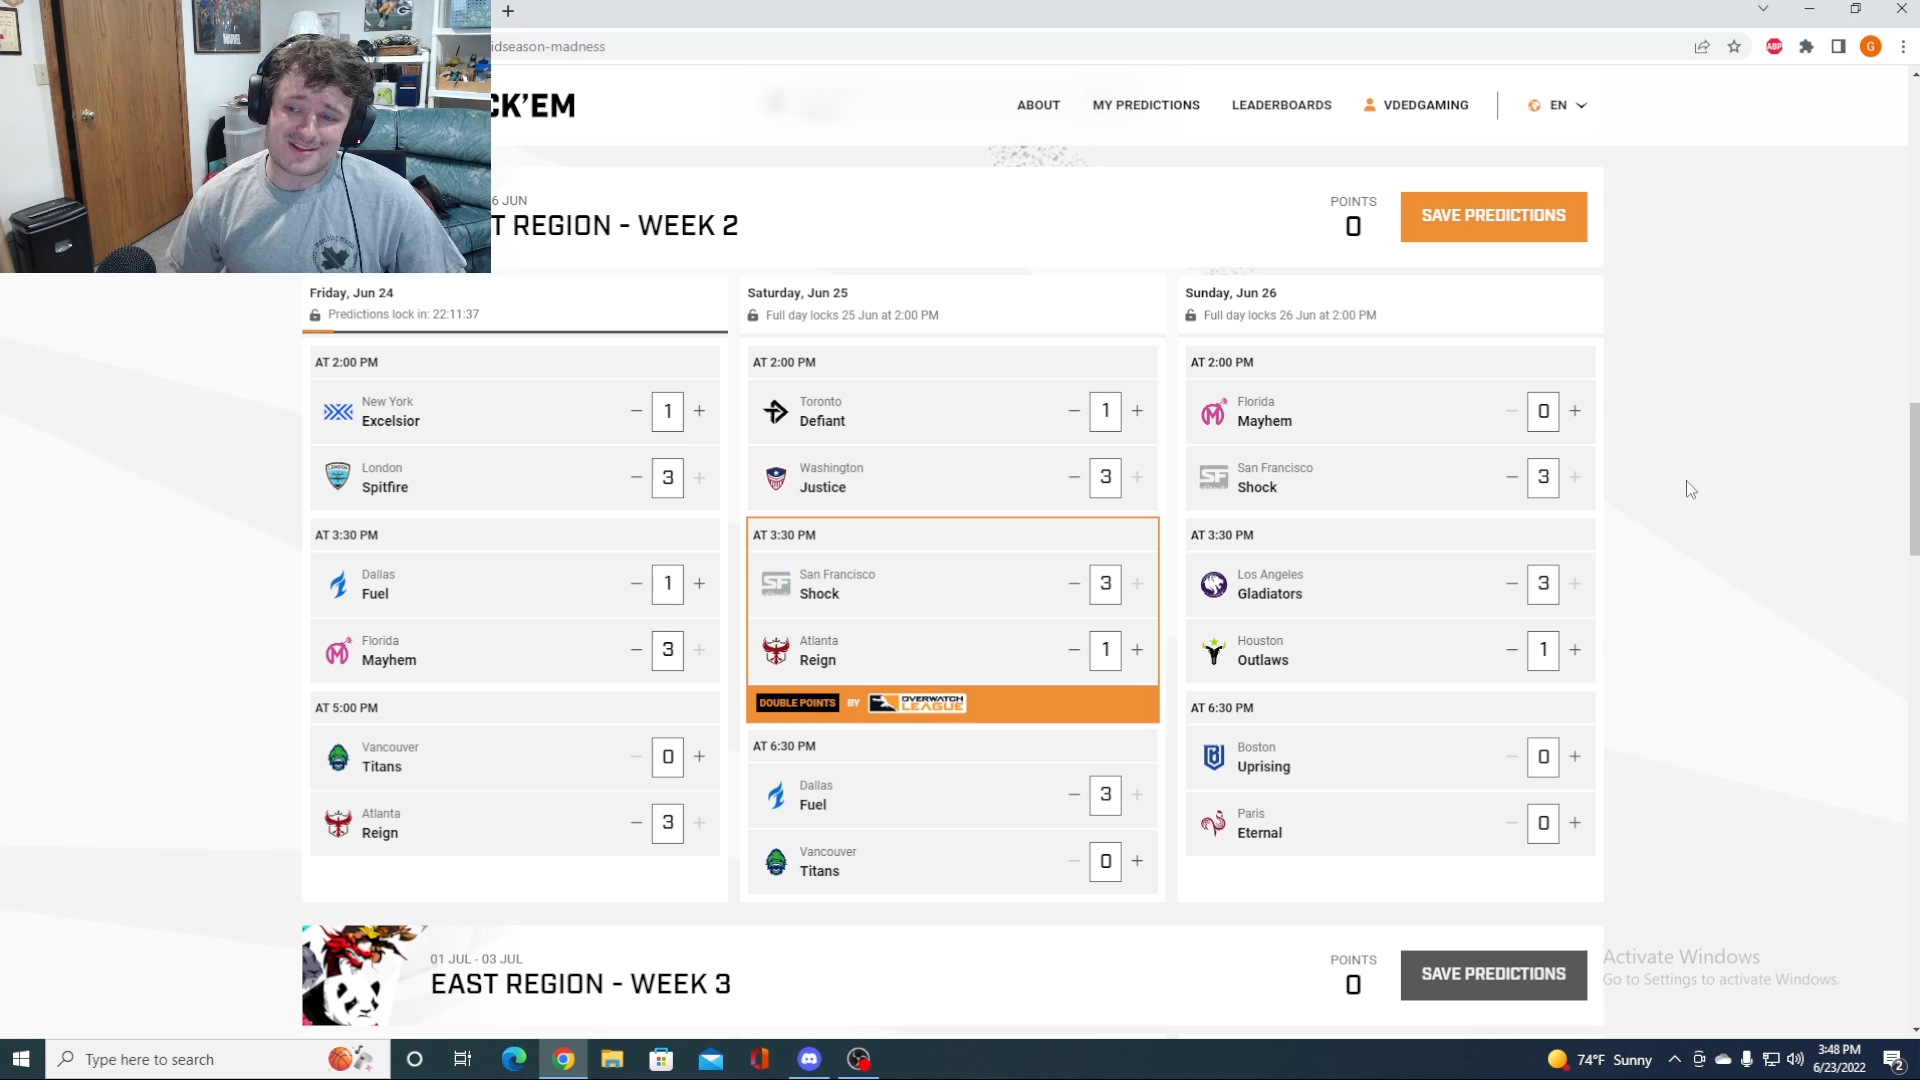 idseason-madness
CK'EM
ABOUT
MY PREDICTIONS
LEADERBOARDS
VDEDGAMING
EN
6 JUN
T REGION - WEEK 2
POINTS
0
SAVE PREDICTIONS
Friday, Jun 24
Predictions lock in: 22:11:37
AT 2:00 PM
New York
Excelsior
1
London
Spitfire
3
AT 3:30 PM
Dallas
Fuel
1
Florida
Mayhem
3
AT 5:00 PM
Vancouver
Titans
0
Atlanta
Reign
3
Saturday, Jun 25
Full day locks 25 Jun at 2:00 PM
AT 2:00 PM
Toronto
Defiant
1
Washington
Justice
3
AT 3:30 PM
San Francisco
Shock
3
Atlanta
Reign
1
DOUBLE POINTS BY OVERWATCH LEAGUE
AT 6:30 PM
Dallas
Fuel
3
Vancouver
Titans
0
Sunday, Jun 26
Full day locks 26 Jun at 2:00 PM
AT 2:00 PM
Florida
Mayhem
0
San Francisco
Shock
3
AT 3:30 PM
Los Angeles
Gladiators
3
Houston
Outlaws
1
AT 6:30 PM
Boston
Uprising
0
Paris
Eternal
0
01 JUL - 03 JUL
EAST REGION - WEEK 3
POINTS
0
SAVE PREDICTIONS
Activate Windows
Go to Settings to activate Windows.
Type here to search
74°F Sunny
3:48 PM
6/23/2022
2